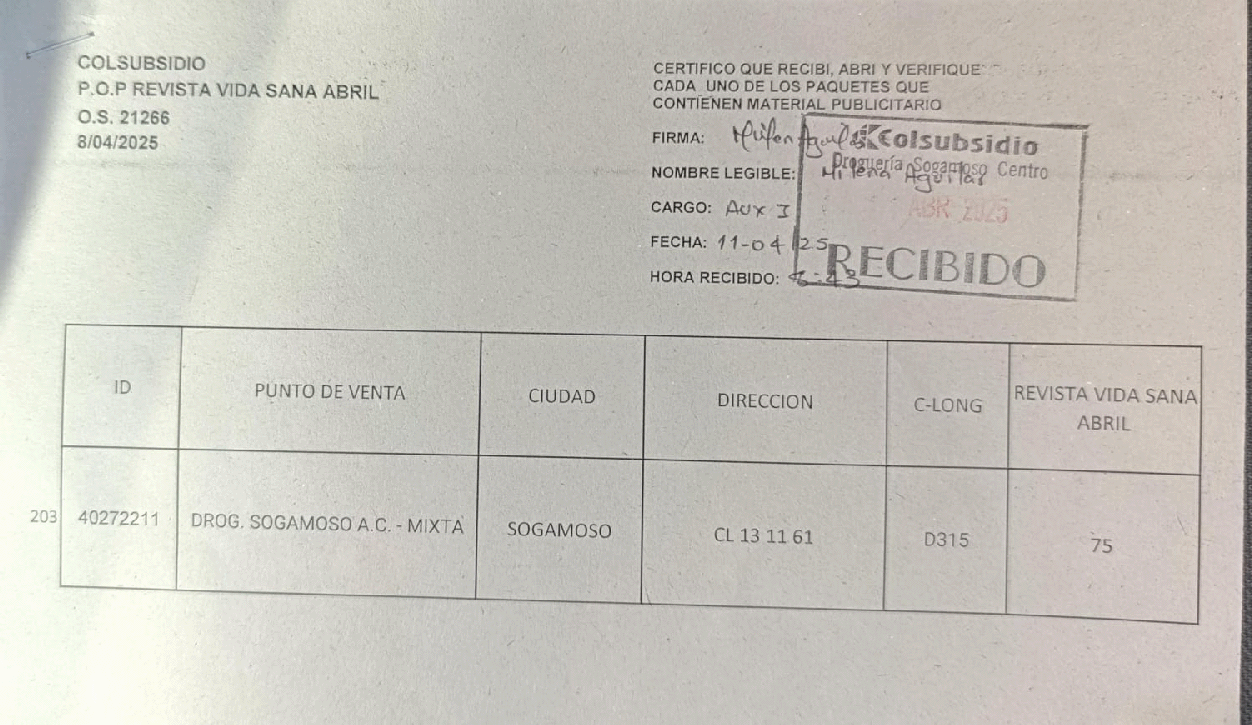 COLSUBSIDIO
P.O.P REVISTA VIDA SANA ABRIL
O.S. 21266
8/04/2025
CERTIFICO QUE RECIBI, ABRI Y VERIFIQUE
CADA UNO DE LOS PAQUETES QUE
CONTIENEN MATERIAL PUBLICITARIO
FIRMA:
NOMBRE LEGIBLE: Milena Aguilar
CARGO: Aux I
FECHA: 11-04/25
HORA RECIBIDO:
Colsubsidio
Droguería Sogamoso Centro
ABR 2025
RECIBIDO
ID PUNTO DE VENTA CIUDAD DIRECCION C-LONG REVISTA VIDA SANA
ABRIL
203 40272211 DROG. SOGAMOSO A.C. - MIXTA SOGAMOSO CL 13 11 61 D315 75